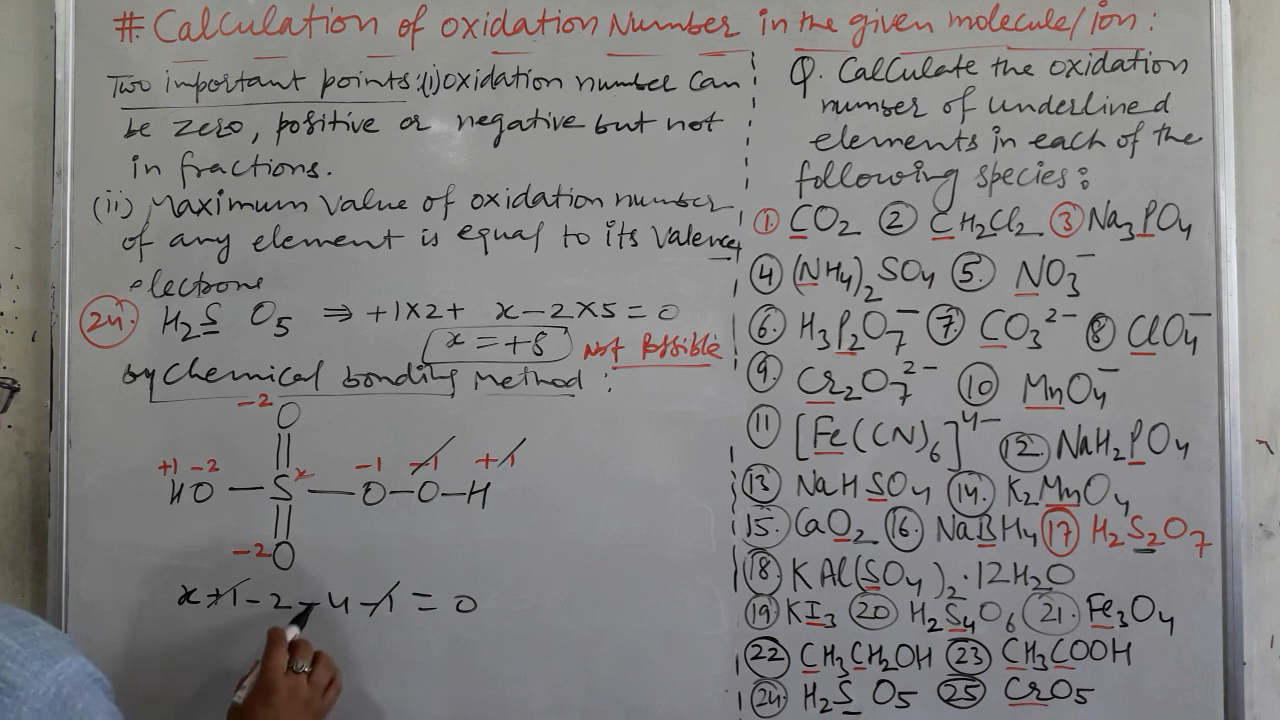 # Calculation of oxidation Number in the given molecule/ion:
Two important points: (i) oxidation number can
be zero, positive or negative but not
in fractions.
(ii) Maximum value of oxidation number
of any element is equal to its valence
electrons
24. H2S O5 ⇒ +1×2+ x-2×5=0
x=+8 Not Possible
by chemical bonding Method:
-2 O
+1 -2 x -1 -1 +1
HO-S-O-O-H
-2 O
x+1-2-4-1=0
Q. Calculate the oxidation
number of underlined
elements in each of the
following species:
1. CO2 2 CH2Cl2 3 Na3PO4
4 (NH4)2SO4 5. NO3⁻
6. H3P2O7⁻ 7. CO3²⁻ 8 ClO4⁻
9 Cr2O7²⁻ 10 MnO4⁻
11 [Fe(CN)6]⁴⁻ 12. NaH2PO4
13 NaHSO4 14. K2MnO4
15. CaO2 16. NaBH4 17 H2S2O7
18. KAl(SO4)2·12H2O
19. KI3 20 H2S4O6 21. Fe3O4
22 CH3CH2OH 23 CH3COOH
24. H2S O5 25 CrO5